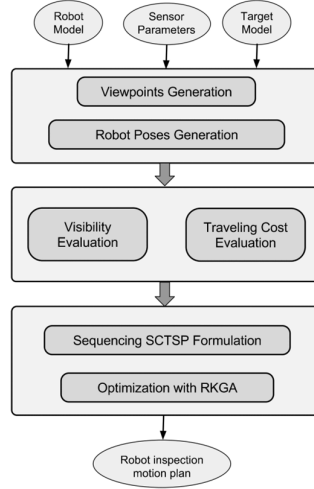 Robot
Model
Sensor
Parameters
Target
Model
Viewpoints Generation
Robot Poses Generation
Visibility
Evaluation
Traveling Cost
Evaluation
Sequencing SCTSP Formulation
Optimization with RKGA
Robot inspection
motion plan